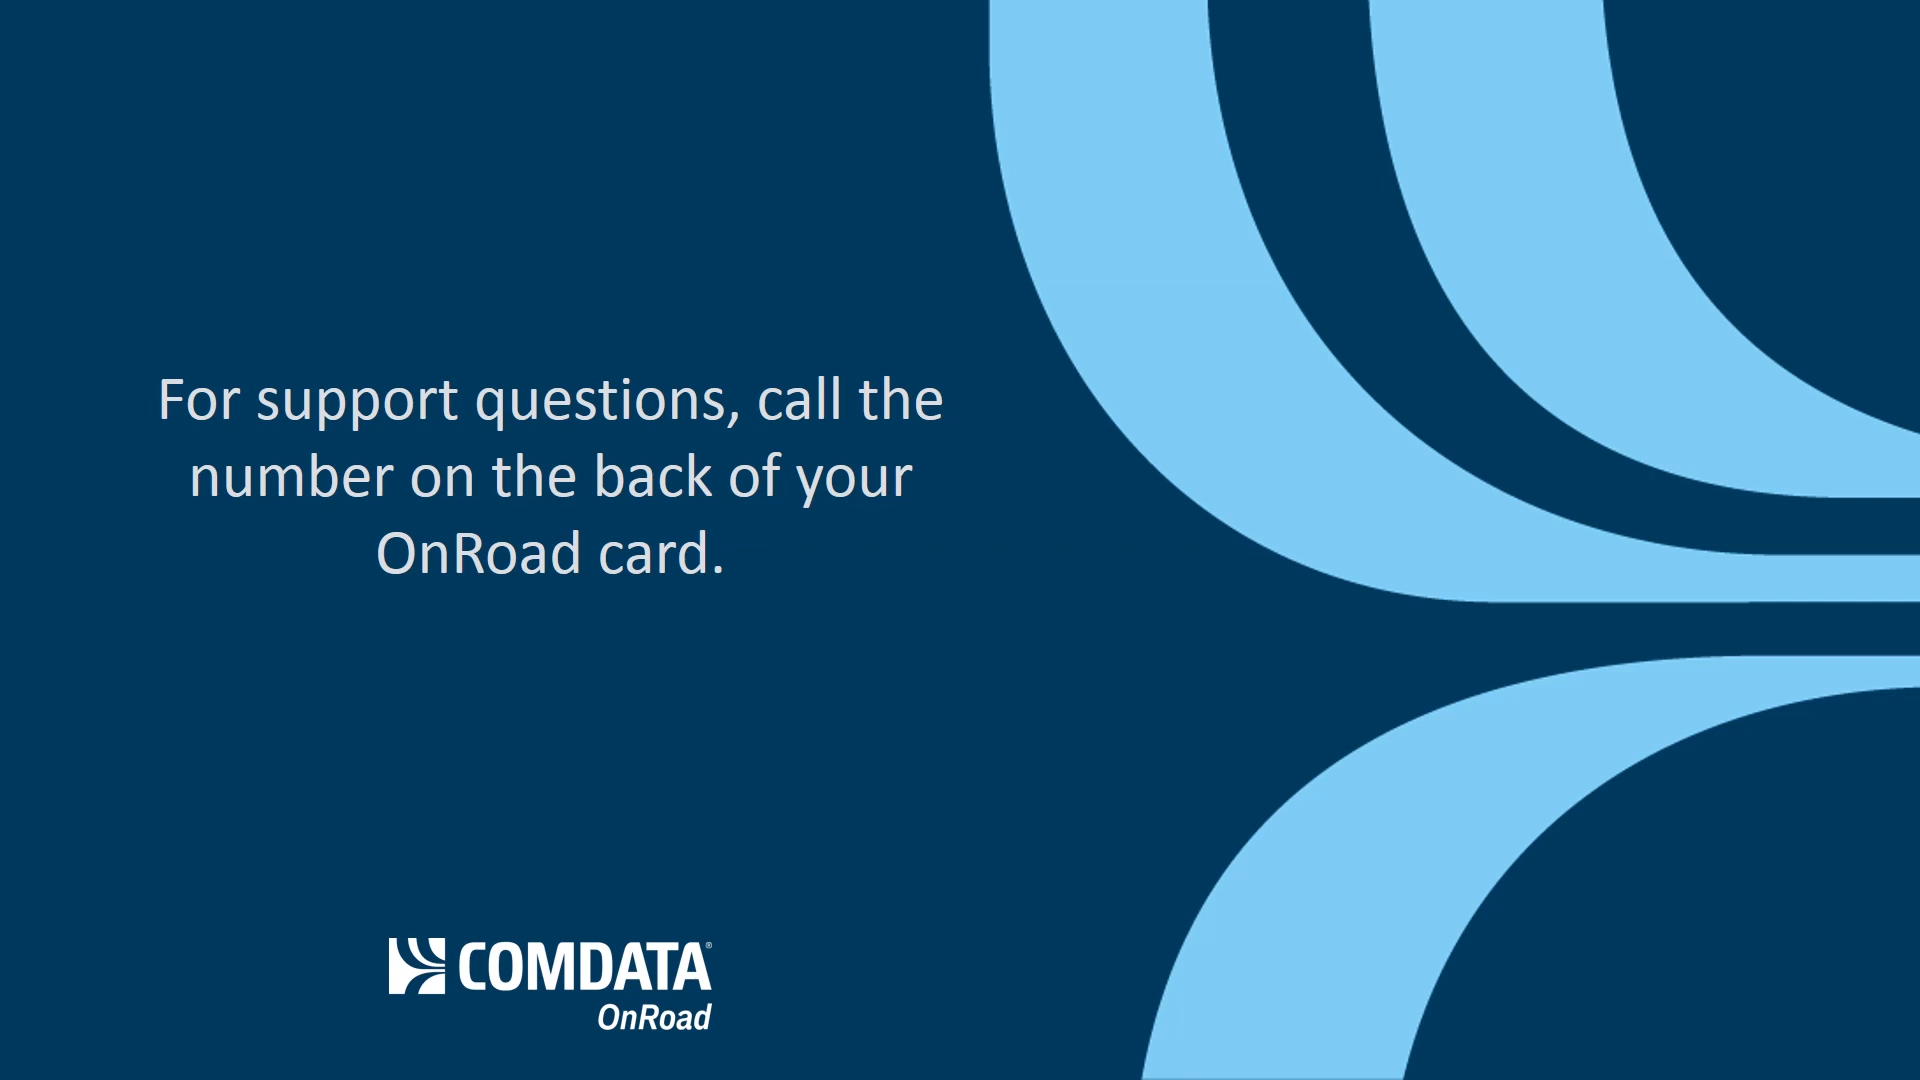 For support questions, call the
number on the back of your
OnRoad card.
COMDATA®
OnRoad